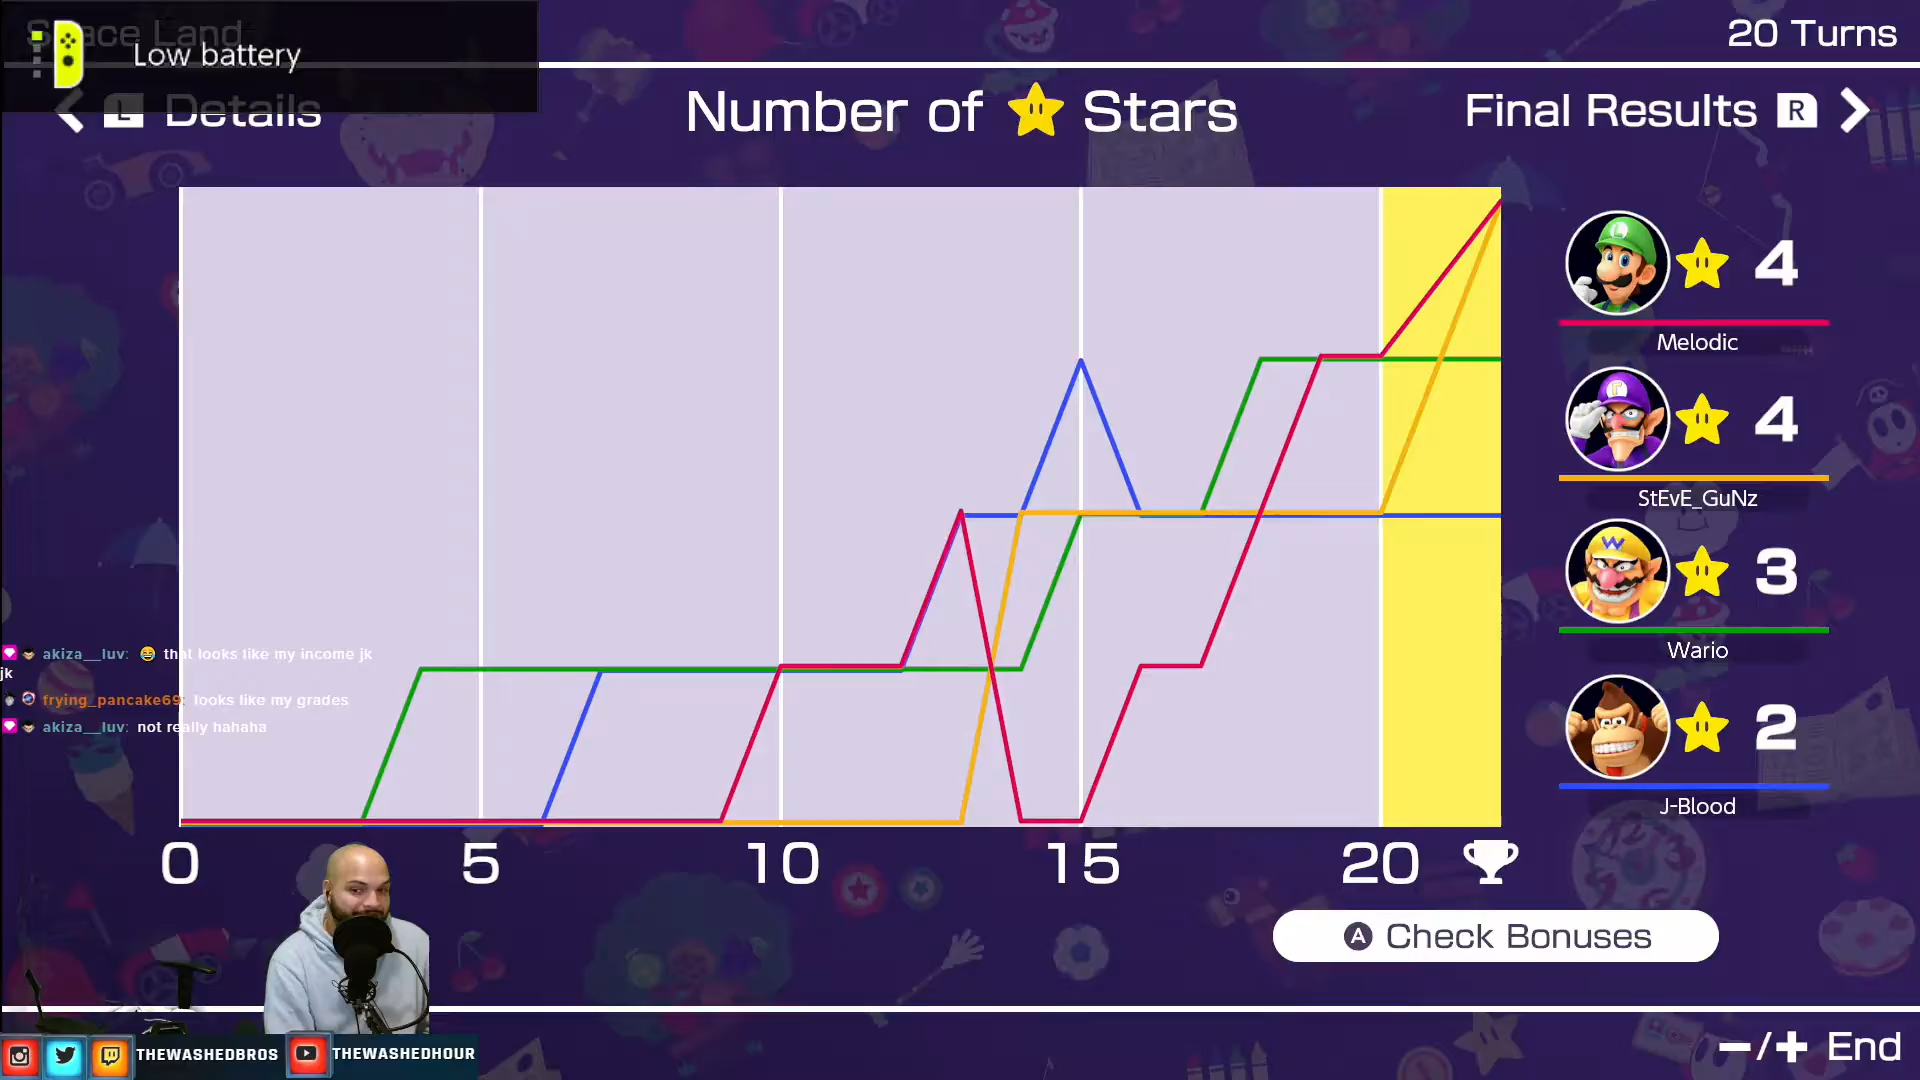 Space Land
Low battery
20 Turns
L Details
Number of Stars
Final Results R
4
Melodic
4
StEvE_GuNz
3
Wario
2
J-Blood
akiza__luv: 😂 that looks like my income jk
jk
frying_pancake69: looks like my grades
akiza__luv: not really hahaha
0 5 10 15 20
A Check Bonuses
THEWASHEDBROS THEWASHEDHOUR
−/+ End